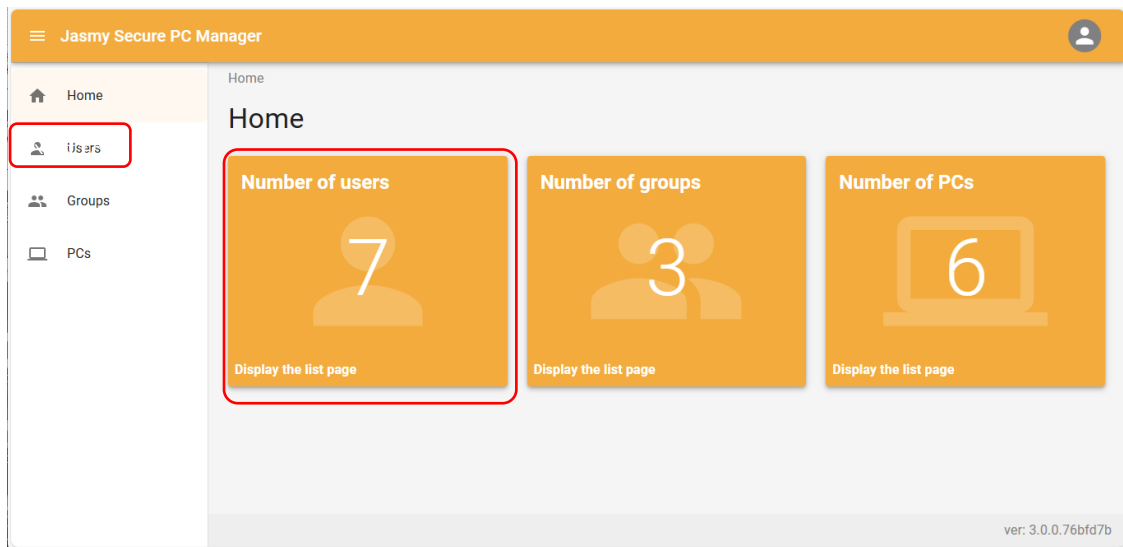 Jasmy Secure PC Manager
Home
Users
Groups
PCs
Home
Home
Number of users
7
Display the list page
Number of groups
3
Display the list page
Number of PCs
6
Display the list page
ver: 3.0.0.76bfd7b